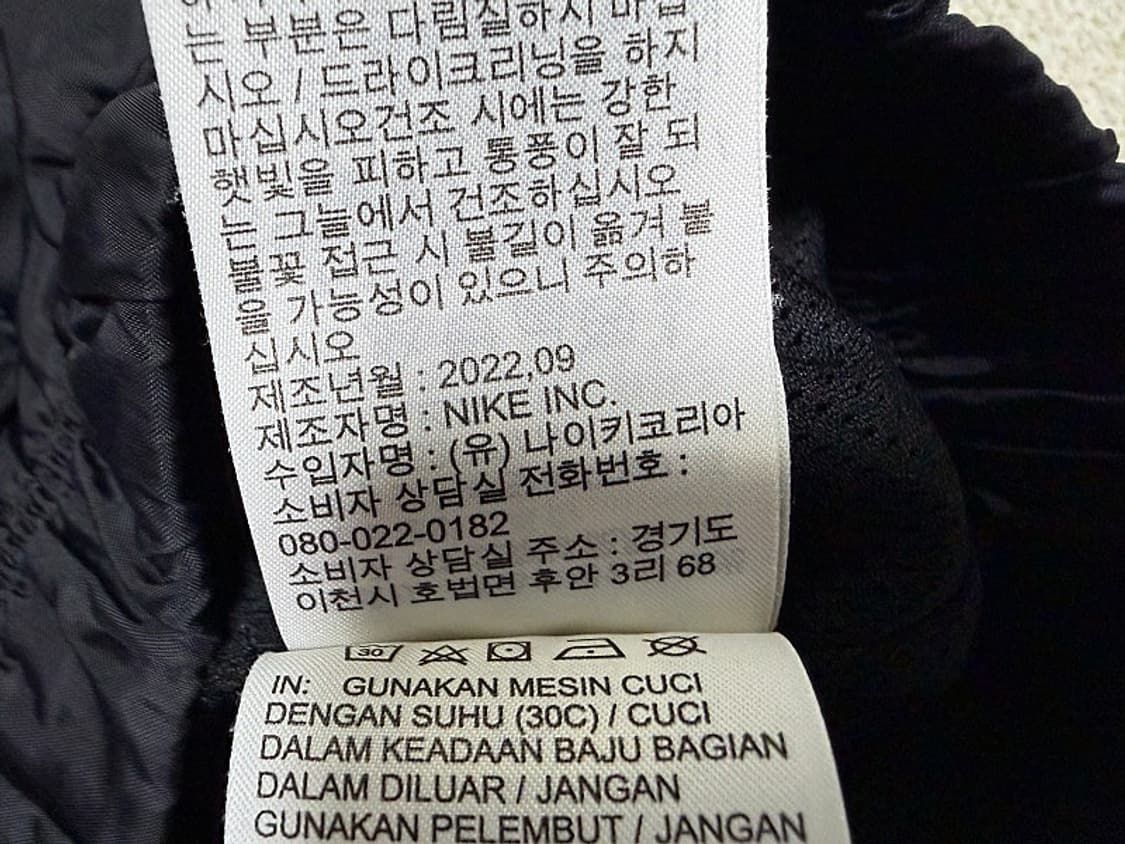 는 부분은 다림질하지 마십
시오 / 드라이크리닝을 하지
마십시오건조 시에는 강한
햇빛을 피하고 통풍이 잘 되
는 그늘에서 건조하십시오
불꽃 접근 시 불길이 옮겨 붙
을 가능성이 있으니 주의하
십시오
제조년월 : 2022,09
제조자명 : NIKE INC.
수입자명 : (유) 나이키코리아
소비자 상담실 전화번호 :
080-022-0182
소비자 상담실 주소 : 경기도
이천시 호법면 후안 3리 68
30
IN: GUNAKAN MESIN CUCI
DENGAN SUHU (30C) / CUCI
DALAM KEADAAN BAJU BAGIAN
DALAM DILUAR / JANGAN
GUNAKAN PELEMBUT / JANGAN